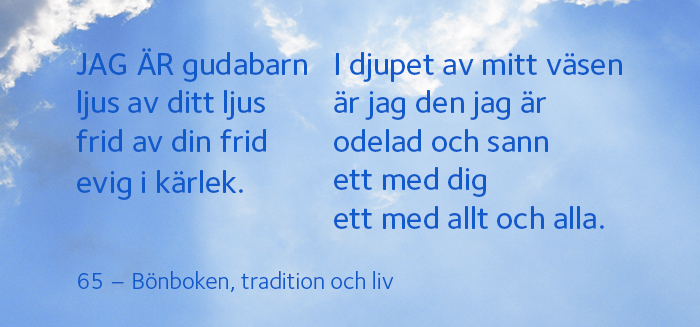 JAG ÄR gudabarn
ljus av ditt ljus
frid av din frid
evig i kärlek.
I djupet av mitt väsen
är jag den jag är
odelad och sann
ett med dig
ett med allt och alla.
65 – Bönboken, tradition och liv